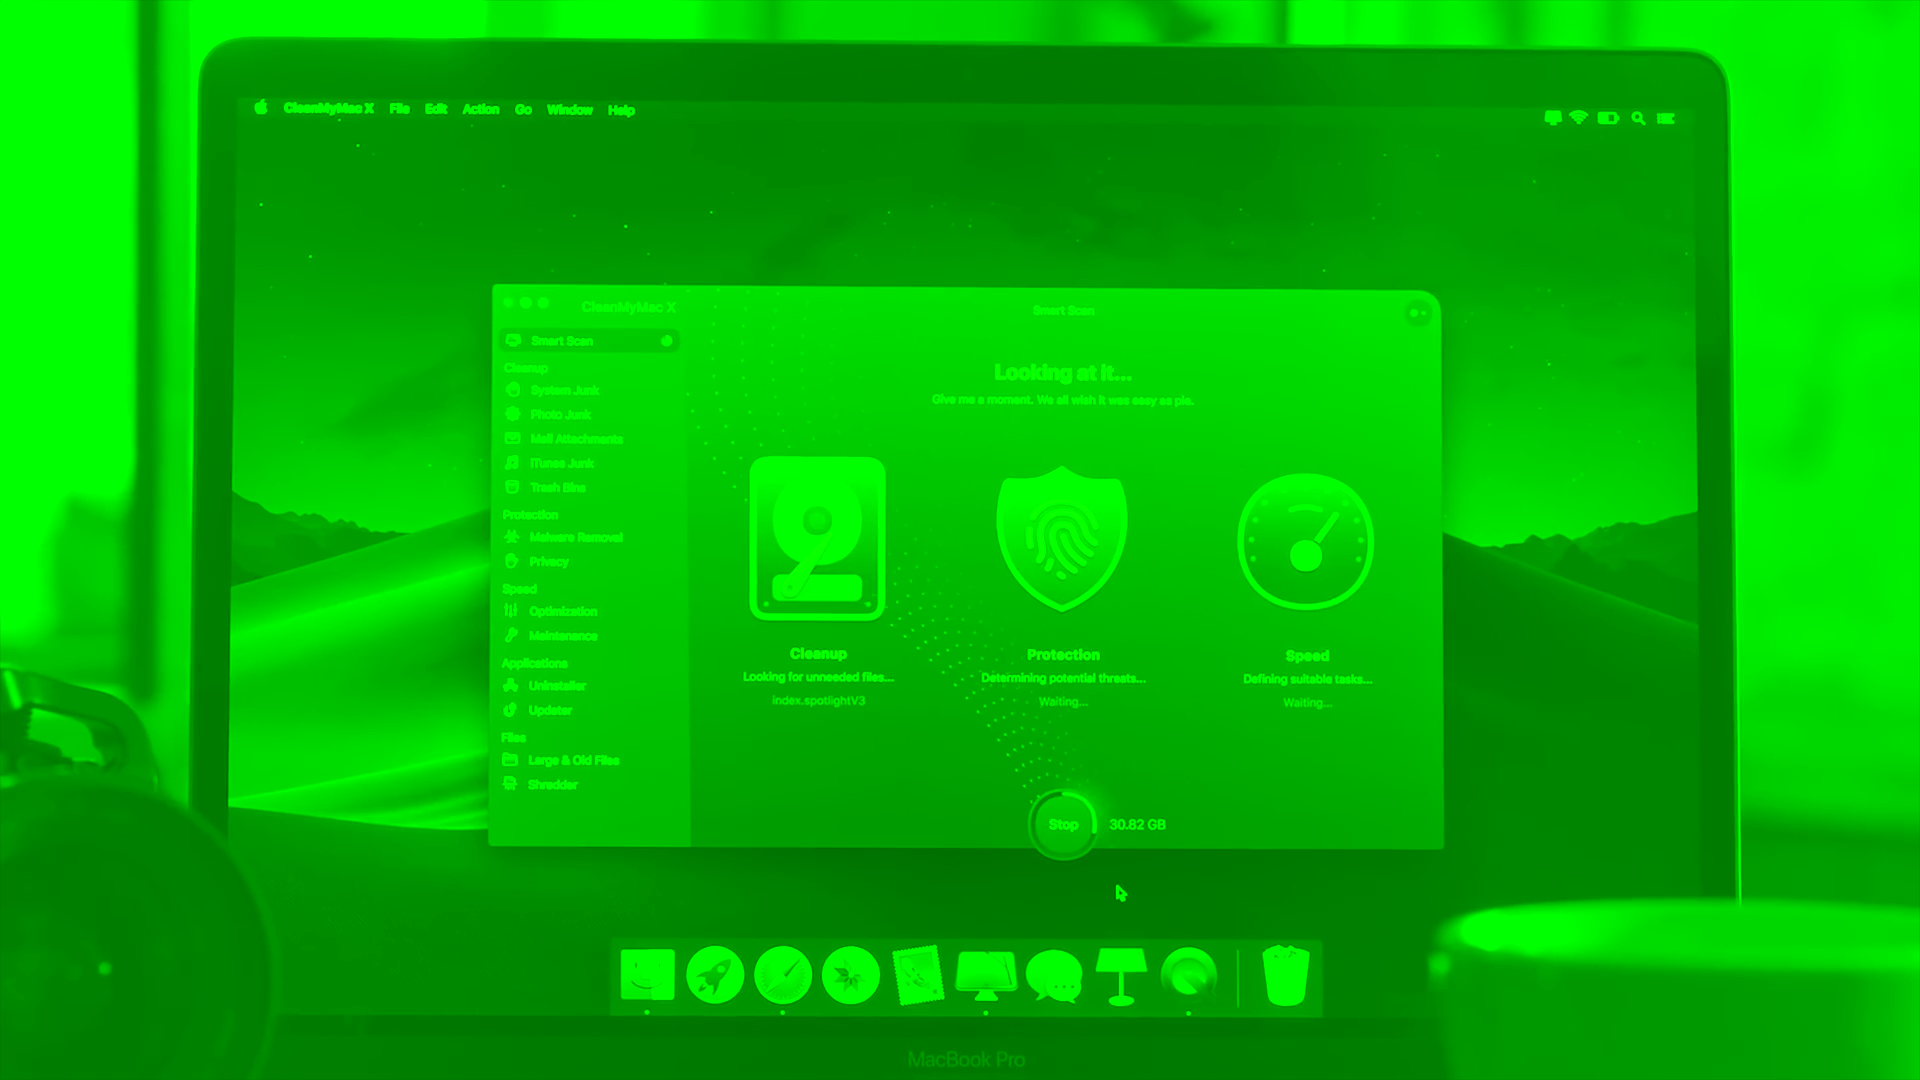 CleanMyMac X File Edit Action Go Window Help
CleanMyMac X
Smart Scan
Smart Scan
Cleanup
System Junk
Photo Junk
Mail Attachments
iTunes Junk
Trash Bins
Protection
Malware Removal
Privacy
Speed
Optimization
Maintenance
Applications
Uninstaller
Updater
Files
Large & Old Files
Shredder
Looking at it...
Give me a moment. We all wish it was easy as pie.
Cleanup
Looking for unneeded files...
index.spotlightV3
Protection
Determining potential threats...
Waiting...
Speed
Defining suitable tasks...
Waiting...
Stop
30.82 GB
MacBook Pro